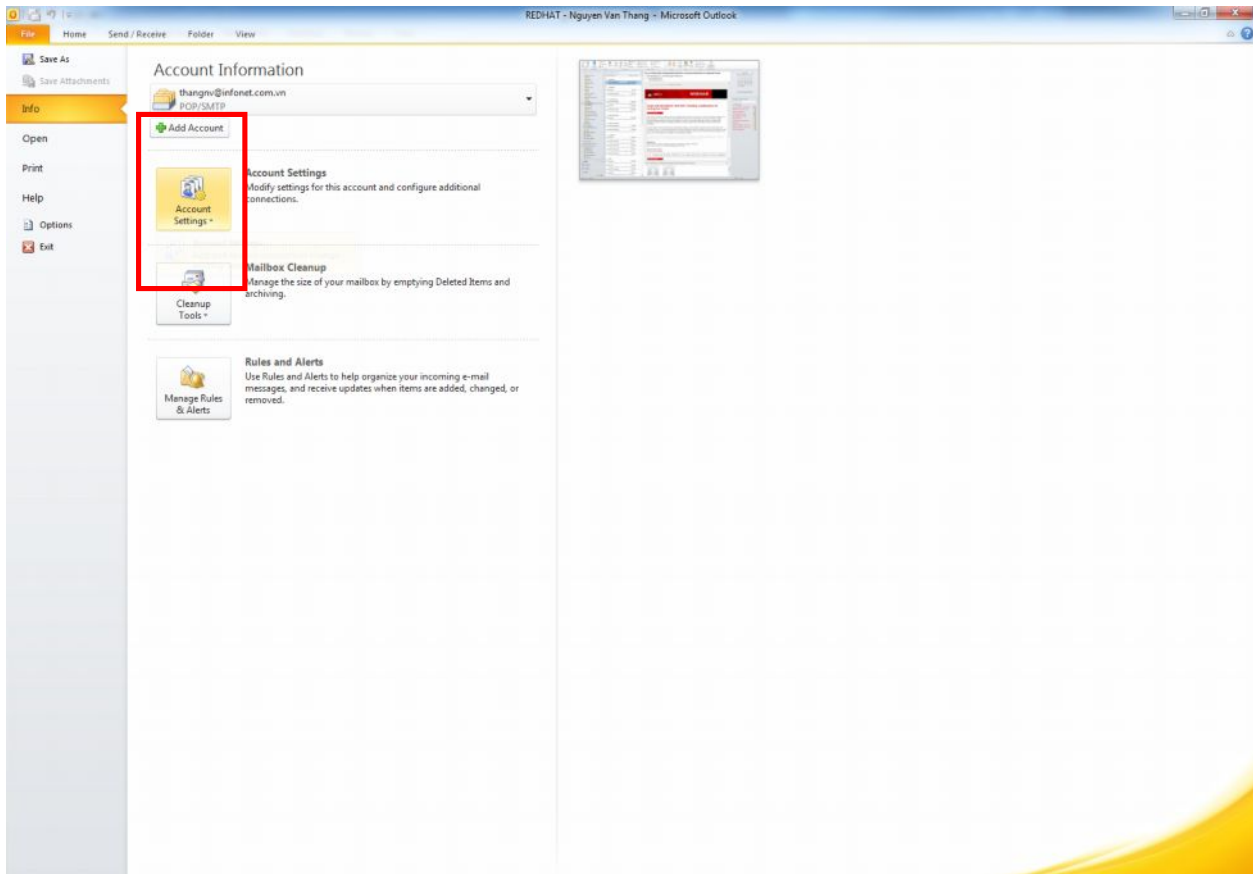 REDHAT - Nguyen Van Thang - Microsoft Outlook
File Home Send / Receive Folder View
Save As
Save Attachments
Info
Open
Print
Help
Options
Exit
Account Information
thangnv@infonet.com.vn
POP/SMTP
Add Account
Account Settings
Account Settings
Modify settings for this account and configure additional
connections.
Cleanup
Tools
Mailbox Cleanup
Manage the size of your mailbox by emptying Deleted Items and
archiving.
Manage Rules
& Alerts
Rules and Alerts
Use Rules and Alerts to help organize your incoming e-mail
messages, and receive updates when items are added, changed, or
removed.